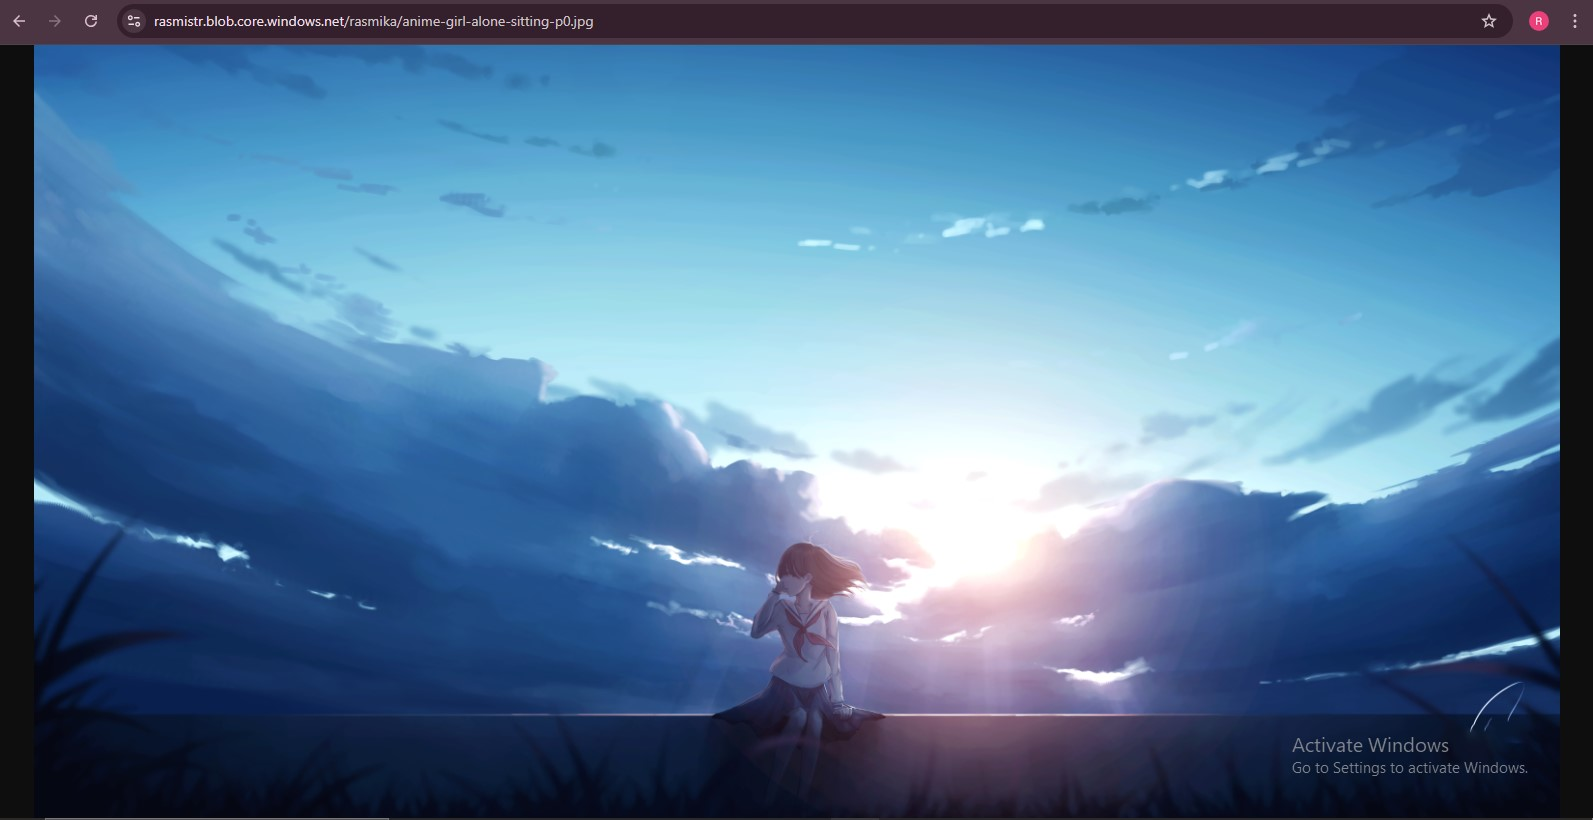 rasmistr.blob.core.windows.net/rasmika/anime-girl-alone-sitting-p0.jpg
R
Activate Windows
Go to Settings to activate Windows.